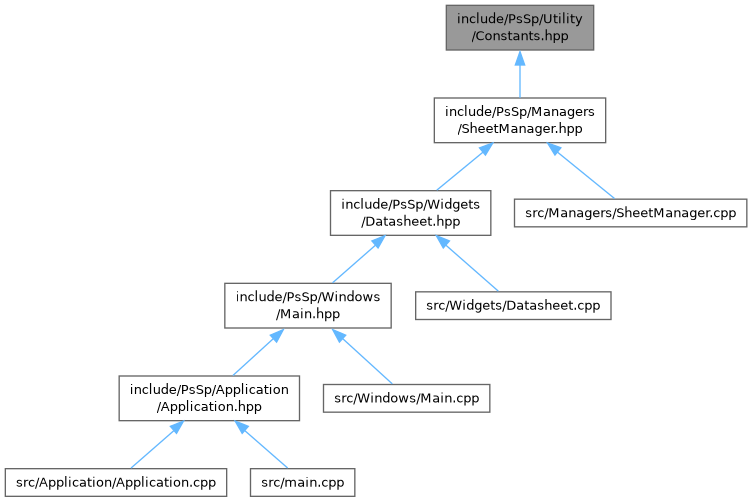 include/PsSp/Utility
/Constants.hpp
include/PsSp/Managers
/SheetManager.hpp
include/PsSp/Widgets
/Datasheet.hpp
src/Managers/SheetManager.cpp
include/PsSp/Windows
/Main.hpp
src/Widgets/Datasheet.cpp
include/PsSp/Application
/Application.hpp
src/Windows/Main.cpp
src/Application/Application.cpp
src/main.cpp